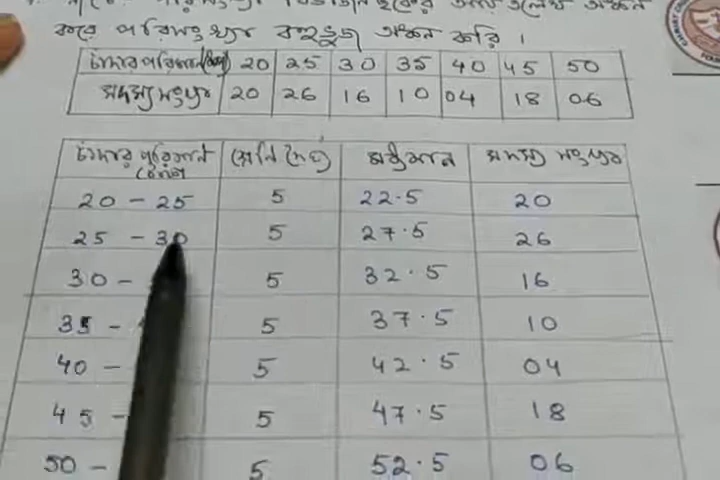 করে পরিসংখ্যা বহুভুজ অঙ্কন করি।
চাঁদার পরিমাণ 20 25 30 35 40 45 50
সদস্য সংখ্যা 20 26 16 10 04 18 06
চাঁদার পরিমাণ শ্রেণি দৈর্ঘ্য মধ্যমান সদস্য সংখ্যা
20 - 25 5 22.5 20
25 - 30 5 27.5 26
30 - 5 32.5 16
35 - 5 37.5 10
40 - 5 42.5 04
45 - 5 47.5 18
50 - 5 52.5 06